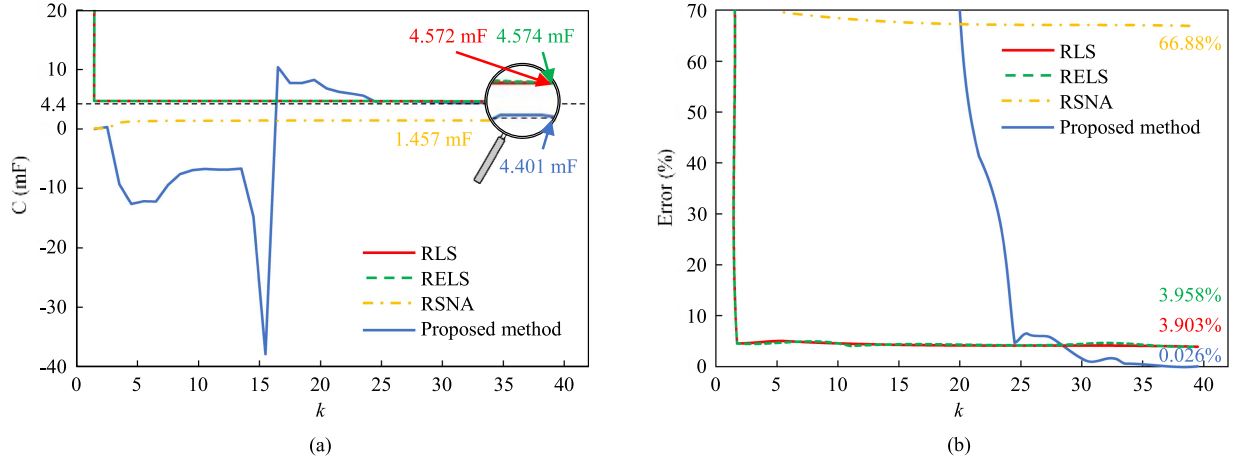 20
10
4.4
0
-10
-20
-30
-40
C (mF)
0
5
10
15
20
25
30
35
40
k
4.572 mF
4.574 mF
1.457 mF
4.401 mF
RLS
RELS
RSNA
Proposed method
(a)
70
60
50
40
30
20
10
0
Error (%)
0
5
10
15
20
25
30
35
40
k
RLS
RELS
RSNA
Proposed method
66.88%
3.958%
3.903%
0.026%
(b)